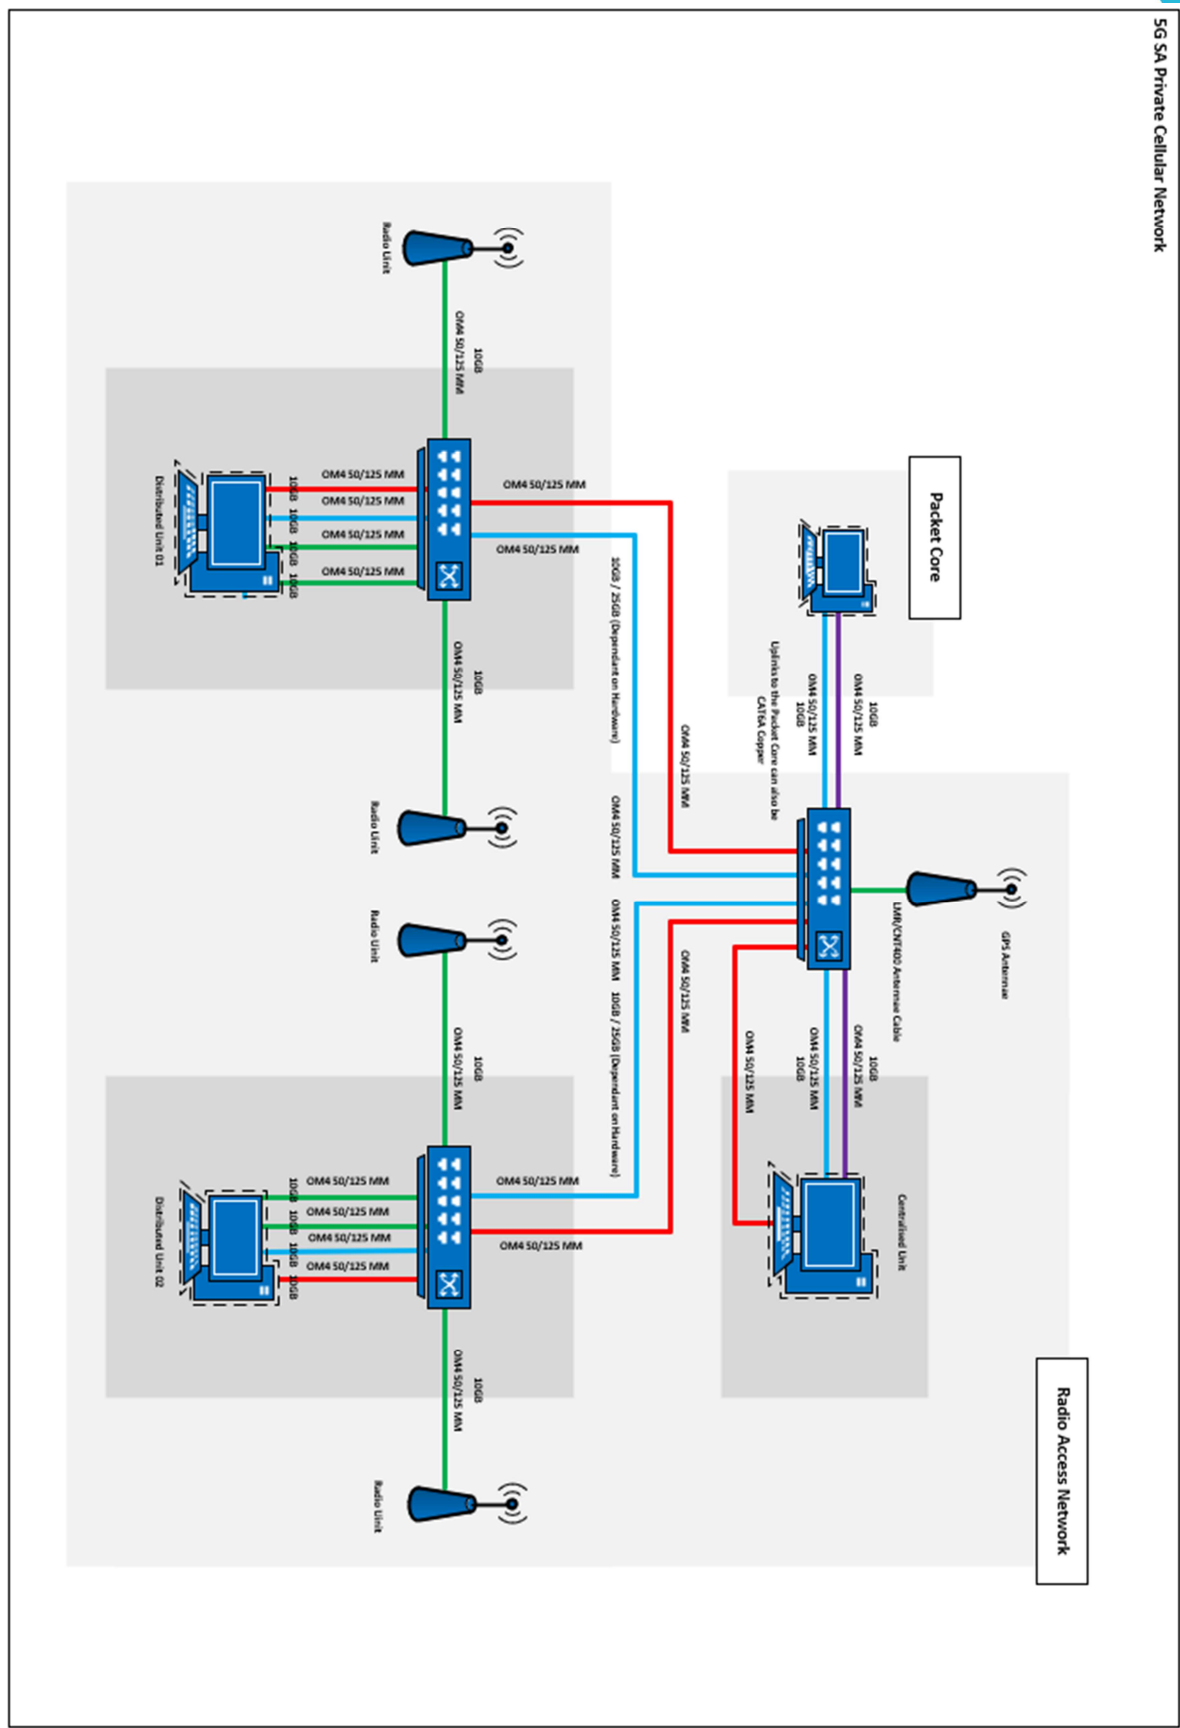 5G SA Private Cellular Network
Radio Access Network
GPS Antennae
Packet Core
LMR/CNT400 Antennae Cable
Centralised Unit
10GB
OM4 50/125 MM
OM4 50/125 MM
10GB
10GB
OM4 50/125 MM
OM4 50/125 MM
10GB
Uplinks to the Packet Core can also be
CAT6A Copper
OM4 50/125 MM
OM4 50/125 MM
OM4 50/125 MM
10GB / 25GB (Dependant on Hardware)
OM4 50/125 MM
OM4 50/125 MM
10GB / 25GB (Dependant on Hardware)
OM4 50/125 MM
OM4 50/125 MM
OM4 50/125 MM
OM4 50/125 MM
10GB
OM4 50/125 MM
10GB
OM4 50/125 MM
10GB
OM4 50/125 MM
10GB
OM4 50/125 MM
Radio Uinit
Radio Uinit
Radio Uinit
Radio Uinit
OM4 50/125 MM
OM4 50/125 MM
OM4 50/125 MM
OM4 50/125 MM
10GB
10GB
10GB
10GB
Distributed Unit 01
OM4 50/125 MM
OM4 50/125 MM
OM4 50/125 MM
OM4 50/125 MM
10GB
10GB
10GB
10GB
Distributed Unit 02